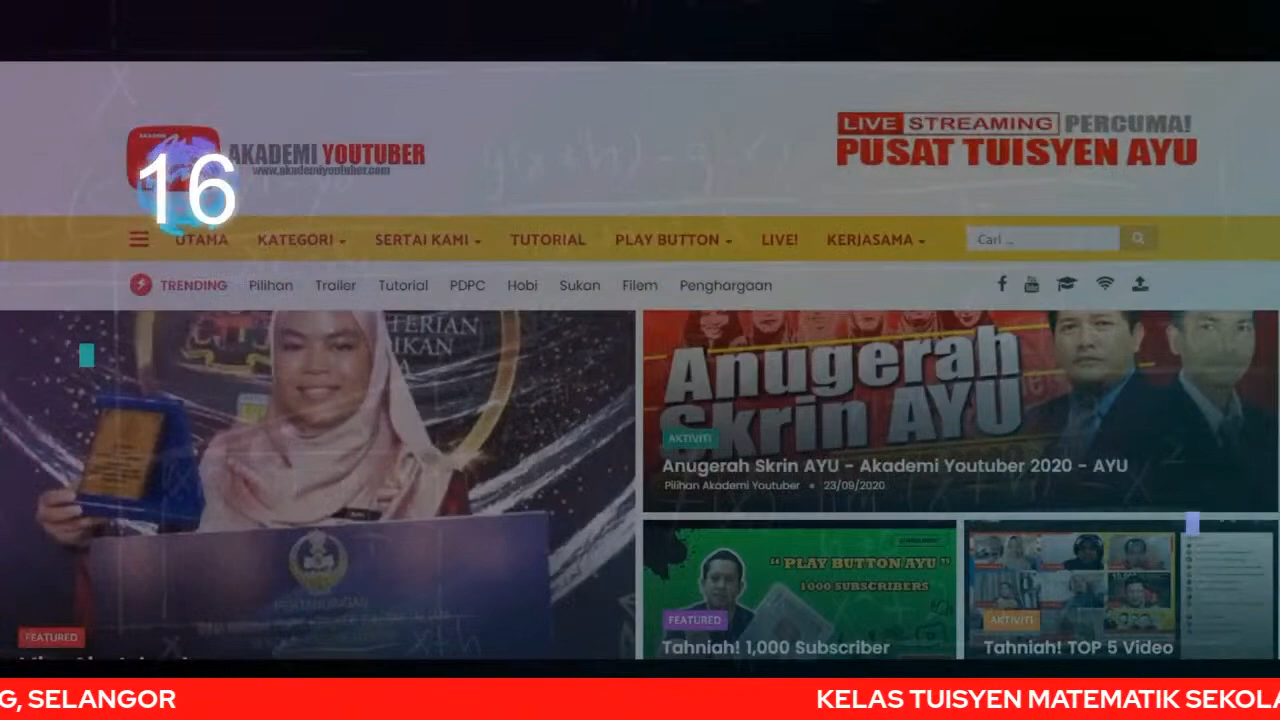 LIVE STREAMING PERCUMA!
PUSAT TUISYEN AYU
AKADEMI YOUTUBER
www.akademiyoutuber.com
16
UTAMA KATEGORI SERTAI KAMI TUTORIAL PLAY BUTTON LIVE! KERJASAMA Cari ...
TRENDING Pilihan Trailer Tutorial PDPC Hobi Sukan Filem Penghargaan
Anugerah
Skrin AYU
AKTIVITI
Anugerah Skrin AYU - Akademi Youtuber 2020 - AYU
Pilihan Akademi Youtuber 23/09/2020
“ PLAY BUTTON AYU ”
1000 SUBSCRIBERS
FEATURED
Tahniah! 1,000 Subscriber
AKTIVITI
Tahniah! TOP 5 Video
FEATURED
G, SELANGOR
KELAS TUISYEN MATEMATIK SEKOLA